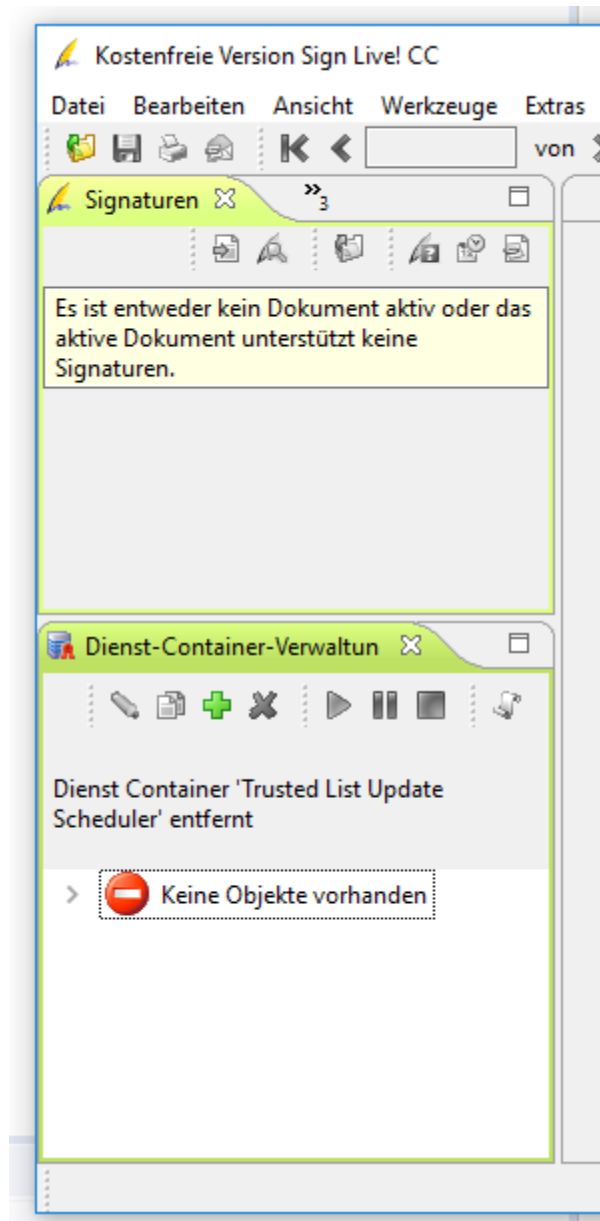 Kostenfreie Version Sign Live! CC
Datei Bearbeiten Ansicht Werkzeuge Extras
von
Signaturen
»3
Es ist entweder kein Dokument aktiv oder das
aktive Dokument unterstützt keine
Signaturen.
Dienst-Container-Verwaltun
Dienst Container 'Trusted List Update
Scheduler' entfernt
Keine Objekte vorhanden